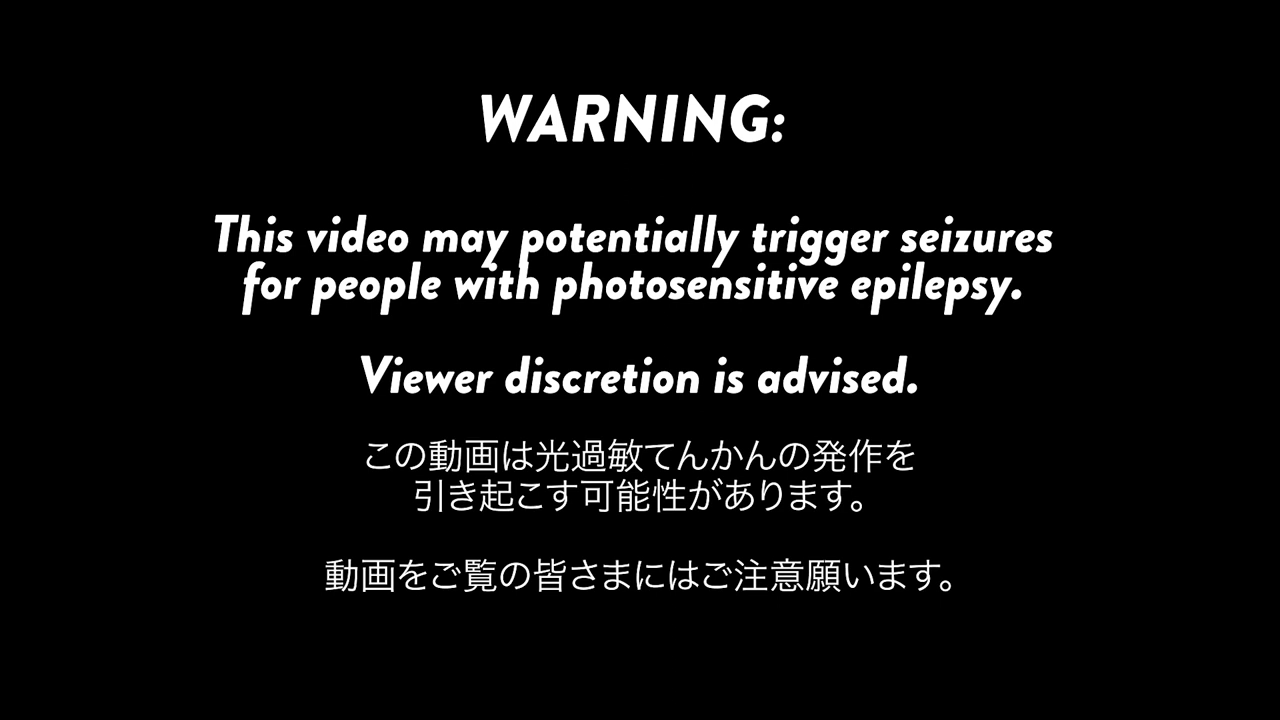 WARNING:
This video may potentially trigger seizures
for people with photosensitive epilepsy.
Viewer discretion is advised.
この動画は光過敏てんかんの発作を
引き起こす可能性があります。
動画をご覧の皆さまにはご注意願います。